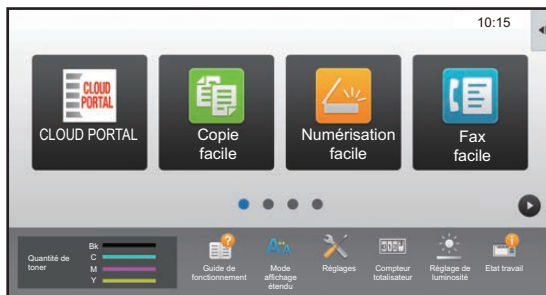 10:15
CLOUD
PORTAL
CLOUD PORTAL
Copie
facile
Numérisation
facile
Fax
facile
Quantité de
toner
Bk
C
M
Y
Guide de
fonctionnement
Mode
affichage
étendu
Réglages
Compteur
totalisateur
Réglage de
luminosité
Etat travail